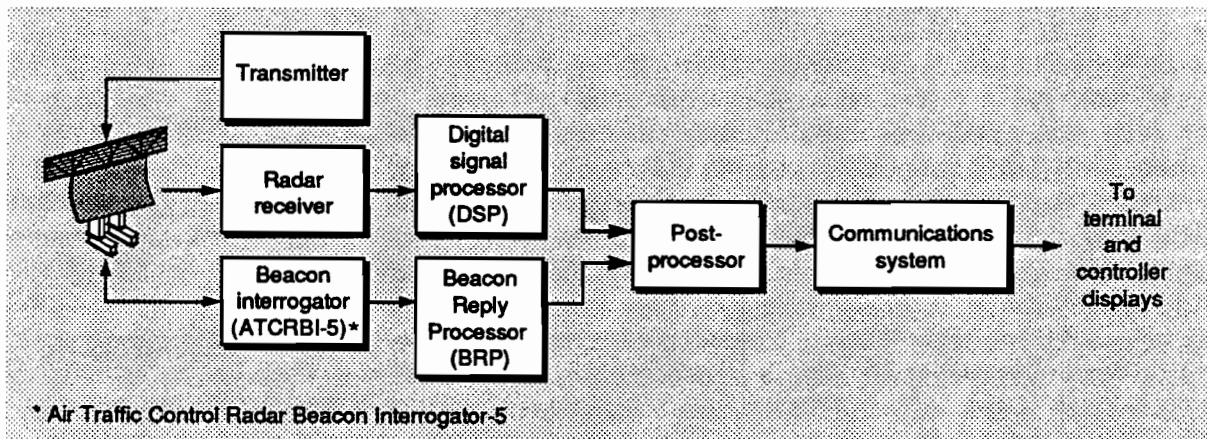 Transmitter
Radar
receiver
Digital
signal
processor
(DSP)
Beacon
interrogator
(ATCRBI-5)*
Beacon
Reply
Processor
(BRP)
Post-
processor
Communications
system
To
terminal
and
controller
displays
* Air Traffic Control Radar Beacon Interrogator-5